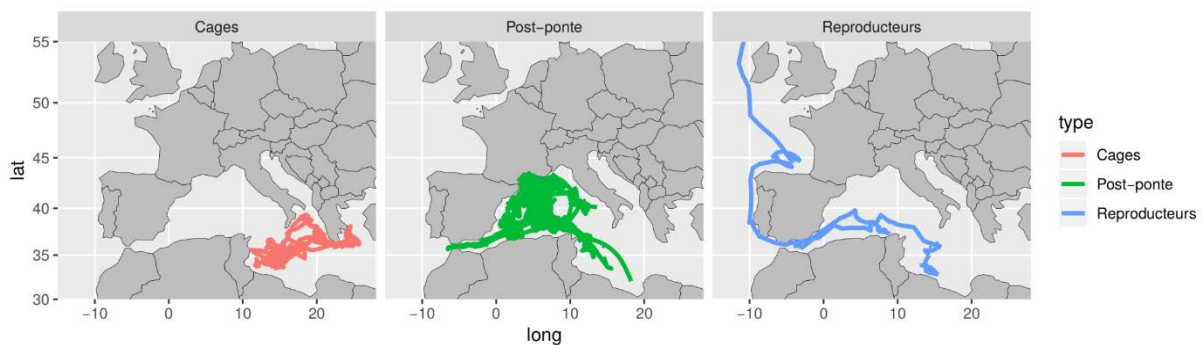 Cages
Post−ponte
Reproducteurs
55
50
45
40
35
30
lat
−10 0 10 20
−10 0 10 20
−10 0 10 20
long
type
Cages
Post−ponte
Reproducteurs